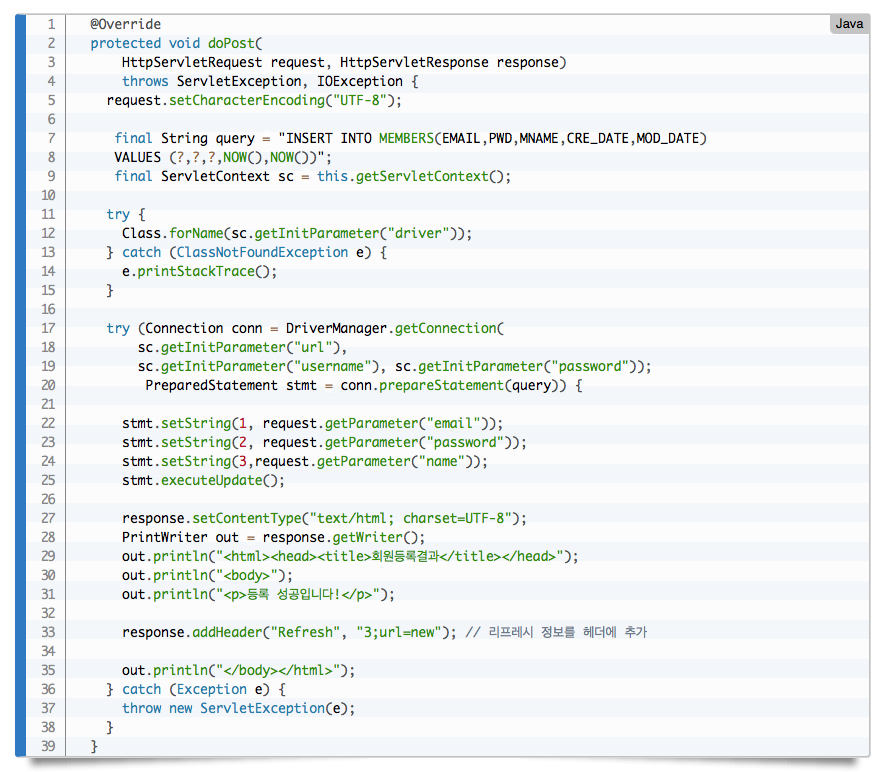 Java
1 @Override
2 protected void doPost(
3 HttpServletRequest request, HttpServletResponse response)
4 throws ServletException, IOException {
5 request.setCharacterEncoding("UTF-8");
6
7 final String query = "INSERT INTO MEMBERS(EMAIL,PWD,MNAME,CRE_DATE,MOD_DATE)
8 VALUES (?,?,?,NOW(),NOW())";
9 final ServletContext sc = this.getServletContext();
10
11 try {
12 Class.forName(sc.getInitParameter("driver"));
13 } catch (ClassNotFoundException e) {
14 e.printStackTrace();
15 }
16
17 try (Connection conn = DriverManager.getConnection(
18 sc.getInitParameter("url"),
19 sc.getInitParameter("username"), sc.getInitParameter("password"));
20 PreparedStatement stmt = conn.prepareStatement(query)) {
21
22 stmt.setString(1, request.getParameter("email"));
23 stmt.setString(2, request.getParameter("password"));
24 stmt.setString(3,request.getParameter("name"));
25 stmt.executeUpdate();
26
27 response.setContentType("text/html; charset=UTF-8");
28 PrintWriter out = response.getWriter();
29 out.println("<html><head><title>회원등록결과</title></head>");
30 out.println("<body>");
31 out.println("<p>등록 성공입니다!</p>");
32
33 response.addHeader("Refresh", "3;url=new"); // 리프레시 정보를 헤더에 추가
34
35 out.println("</body></html>");
36 } catch (Exception e) {
37 throw new ServletException(e);
38 }
39 }